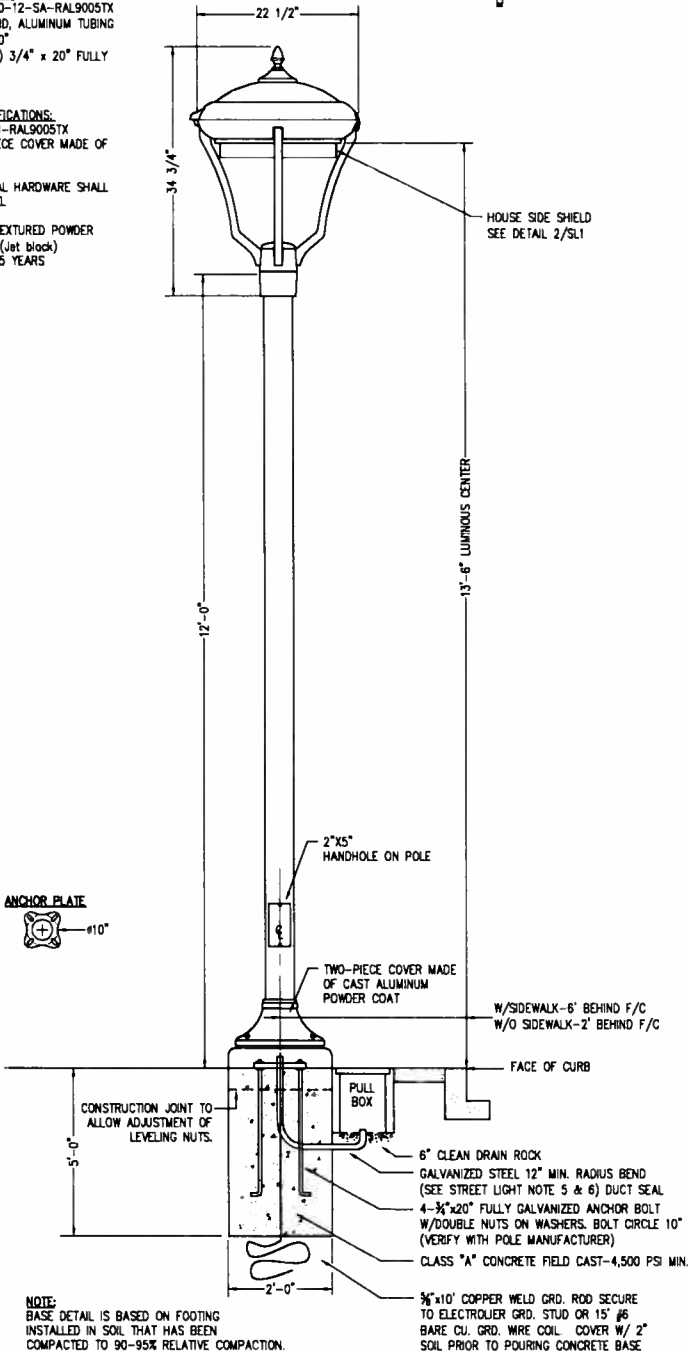 0-12-SA-RAL9005TX
D, ALUMINUM TUBING
0"
) 3/4" x 20" FULLY
FICATIONS:
-RAL9005TX
ECE COVER MADE OF
AL HARDWARE SHALL
L
EXTURED POWDER
(Jet black)
5 YEARS
22 1/2"
34 3/4"
HOUSE SIDE SHIELD
SEE DETAIL 2/SL1
12'-0"
13'-6" LUMINOUS CENTER
2"X5"
HANDHOLE ON POLE
ANCHOR PLATE
ø10"
TWO-PIECE COVER MADE
OF CAST ALUMINUM
POWDER COAT
W/SIDEWALK-6' BEHIND F/C
W/O SIDEWALK-2' BEHIND F/C
FACE OF CURB
PULL
BOX
CONSTRUCTION JOINT TO
ALLOW ADJUSTMENT OF
LEVELING NUTS.
5'-0"
6" CLEAN DRAIN ROCK
GALVANIZED STEEL 12" MIN. RADIUS BEND
(SEE STREET LIGHT NOTE 5 & 6) DUCT SEAL
4-3/4"x20" FULLY GALVANIZED ANCHOR BOLT
W/DOUBLE NUTS ON WASHERS. BOLT CIRCLE 10"
(VERIFY WITH POLE MANUFACTURER)
CLASS "A" CONCRETE FIELD CAST-4,500 PSI MIN.
2'-0"
x10' COPPER WELD GRD. ROD SECURE
TO ELECTROLIER GRD. STUD OR 15' #6
BARE CU. GRD. WIRE COIL. COVER W/ 2"
SOIL PRIOR TO POURING CONCRETE BASE
NOTE:
BASE DETAIL IS BASED ON FOOTING
INSTALLED IN SOIL THAT HAS BEEN
COMPACTED TO 90-95% RELATIVE COMPACTION.